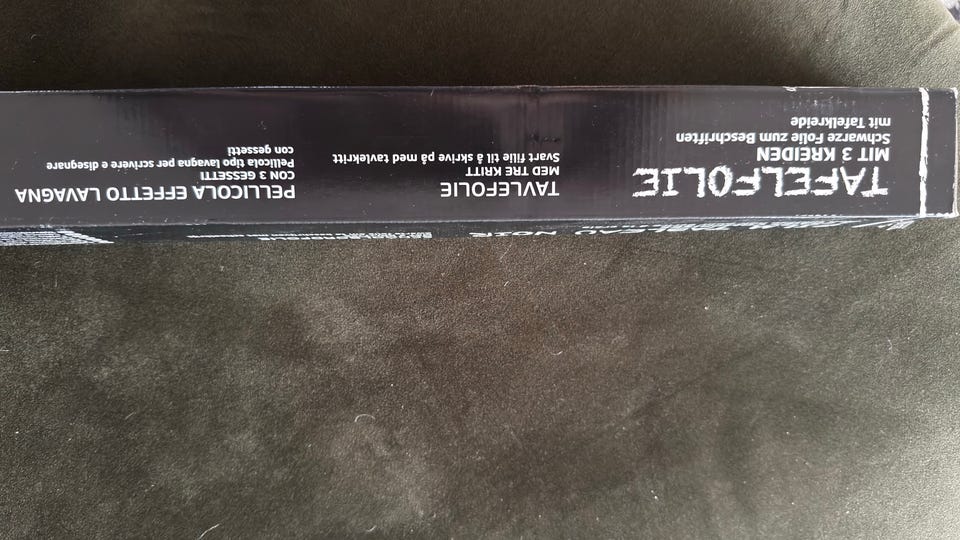 TAFELFOLIE
MIT 3 KREIDEN
Schwarze Folie zum Beschriften
mit Tafelkreide
TAVLEFOLIE
MED TRE KRITT
Svart filie til å skrive på med tavlekritt
PELLICOLA EFFETTO LAVAGNA
CON 3 GESSETTI
Pellicola tipo lavagna per scrivere e disegnare
con gessetti